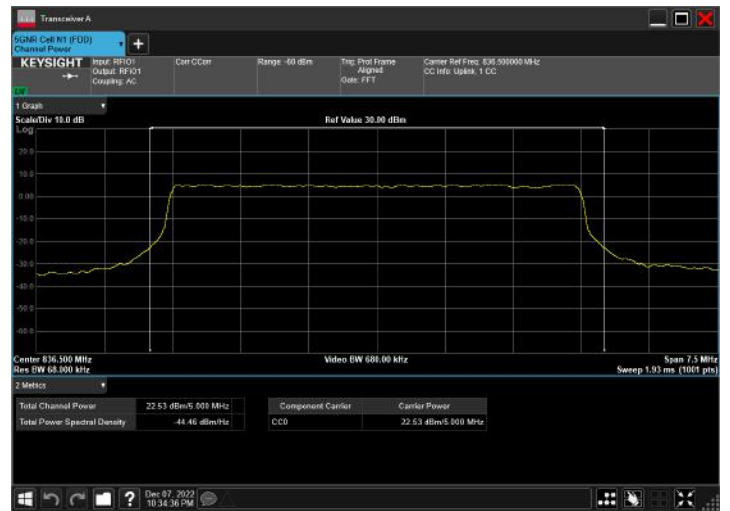 Transceiver A
5GNR Cell N1 (FDD)
Channel Power
+
KEYSIGHT
Input: RFIO1
Output: RFIO1
Coupling: AC
Corr CCorr
Range: -60 dBm
Trig: Prot Frame
Aligned
Gate: FFT
Carrier Ref Freq: 836.500000 MHz
CC Info: Uplink, 1 CC
1 Graph
Scale/Div 10.0 dB
Ref Value 30.00 dBm
Log
20.0
10.0
0.00
-10.0
-20.0
-30.0
-40.0
-50.0
-60.0
Center 836.500 MHz
Video BW 680.00 kHz
Span 7.5 MHz
Res BW 68.000 kHz
Sweep 1.93 ms (1001 pts)
2 Metrics
Total Channel Power 22.53 dBm/5.000 MHz
Total Power Spectral Density -44.46 dBm/Hz
Component Carrier Carrier Power
CC0 22.53 dBm/5.000 MHz
?
Dec 07, 2022
10:34:36 PM